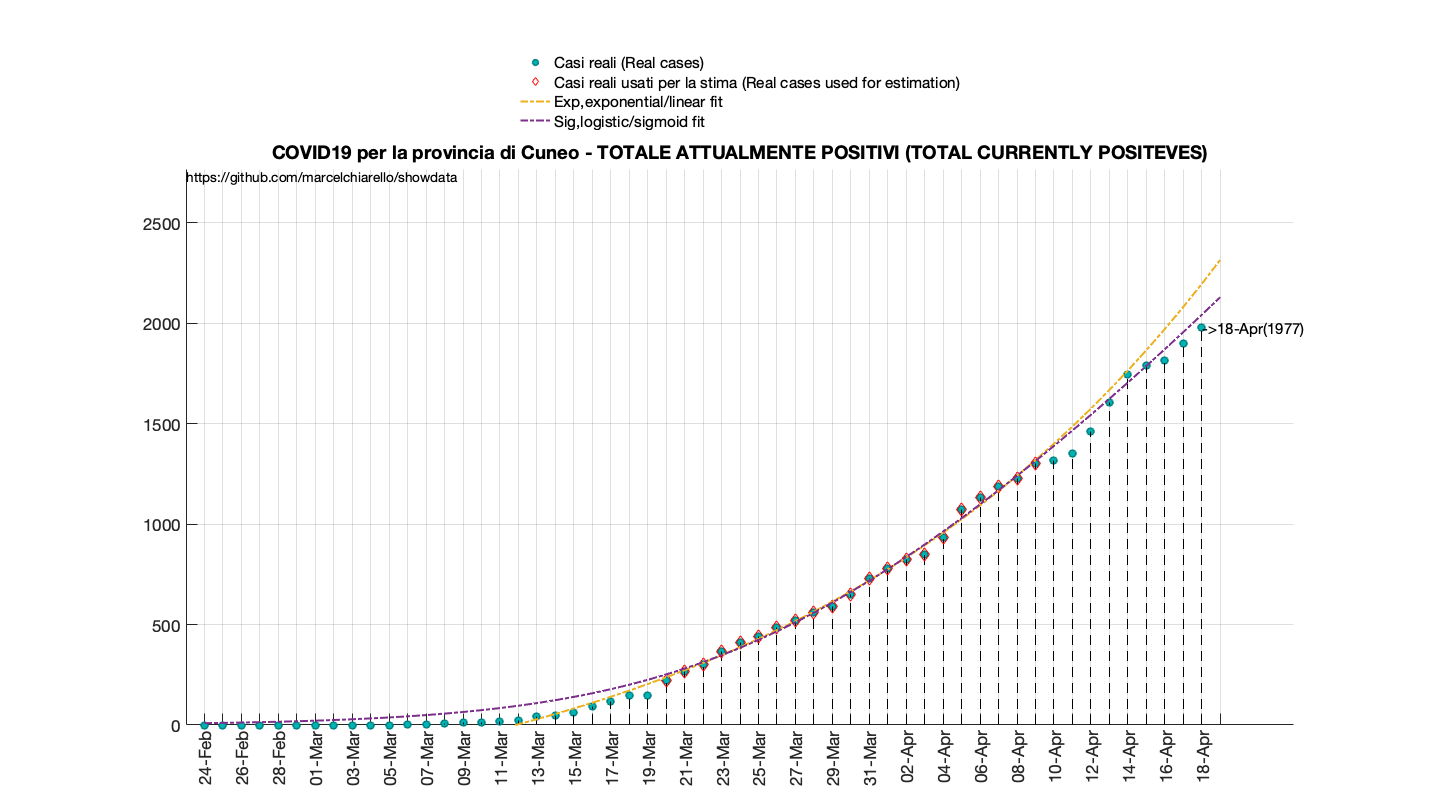 Casi reali (Real cases)
Casi reali usati per la stima (Real cases used for estimation)
Exp,exponential/linear fit
Sig,logistic/sigmoid fit
COVID19 per la provincia di Cuneo - TOTALE ATTUALMENTE POSITIVI (TOTAL CURRENTLY POSITEVES)
https://github.com/marcelchiarello/showdata
2500
2000
>18-Apr(1977)
1500
1000
500
0
24-Feb
26-Feb
28-Feb
01-Mar
03-Mar
05-Mar
07-Mar
09-Mar
11-Mar
13-Mar
15-Mar
17-Mar
19-Mar
21-Mar
23-Mar
25-Mar
27-Mar
29-Mar
31-Mar
02-Apr
04-Apr
06-Apr
08-Apr
10-Apr
12-Apr
14-Apr
16-Apr
18-Apr